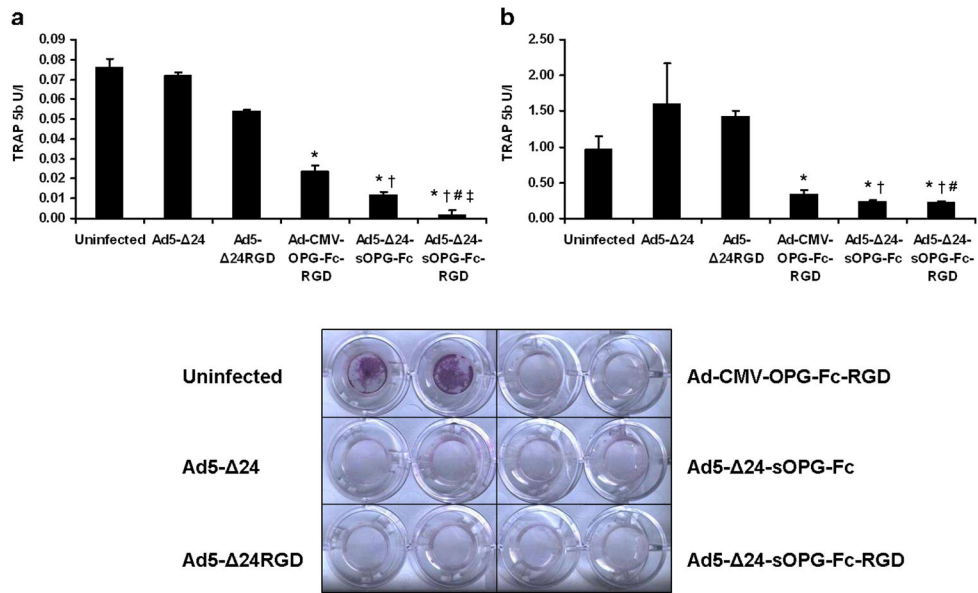 a
0.09
0.08
0.07
0.06
0.05
0.04
0.03
0.02
0.01
0.00
TRAP 5b U/l
*
* †
* † # ‡
Uninfected
Ad5-Δ24
Ad5-
Δ24RGD
Ad-CMV-
OPG-Fc-
RGD
Ad5-Δ24-
sOPG-Fc
Ad5-Δ24-
sOPG-Fc-
RGD
b
2.50
2.00
1.50
1.00
0.50
0.00
TRAP 5b U/l
*
* †
* † #
Uninfected
Ad5-Δ24
Ad5-
Δ24RGD
Ad-CMV-
OPG-Fc-
RGD
Ad5-Δ24-
sOPG-Fc
Ad5-Δ24-
sOPG-Fc-
RGD
Uninfected
Ad-CMV-OPG-Fc-RGD
Ad5-Δ24
Ad5-Δ24-sOPG-Fc
Ad5-Δ24RGD
Ad5-Δ24-sOPG-Fc-RGD